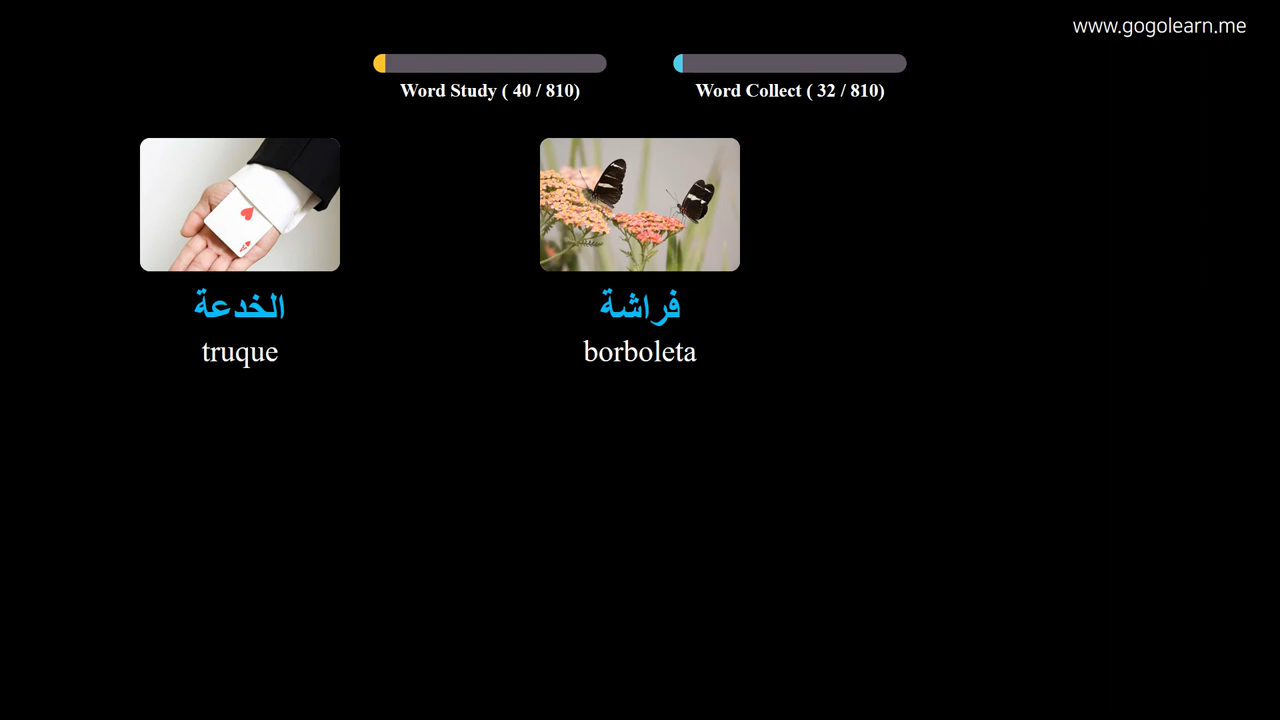 www.gogolearn.me
Word Study ( 40 / 810)
Word Collect ( 32 / 810)
الخدعة
truque
فراشة
borboleta